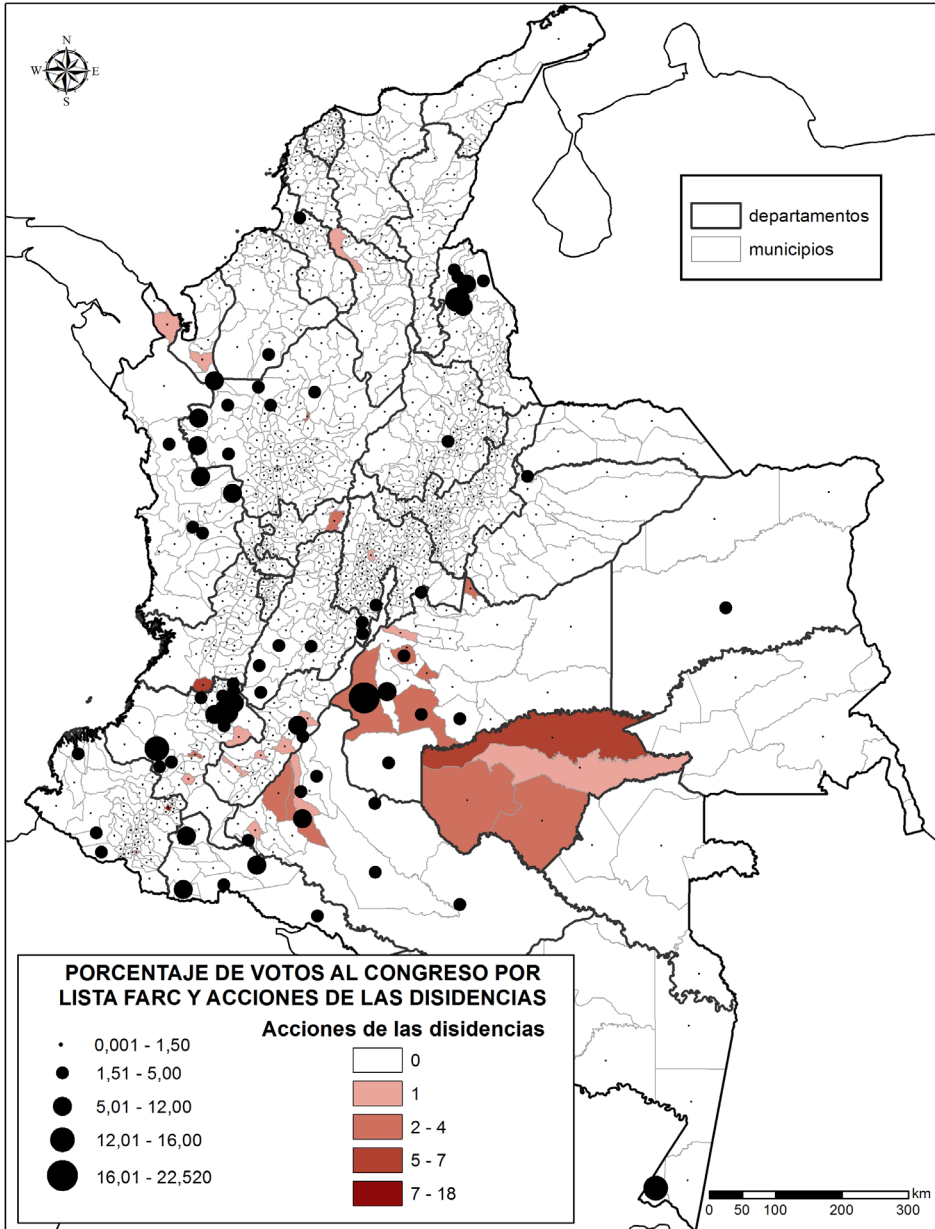 N
W E
S
departamentos
municipios
PORCENTAJE DE VOTOS AL CONGRESO POR
LISTA FARC Y ACCIONES DE LAS DISIDENCIAS
0,001 - 1,50
1,51 - 5,00
5,01 - 12,00
12,01 - 16,00
16,01 - 22,520
Acciones de las disidencias
0
1
2 - 4
5 - 7
7 - 18
km
0 100 200 300